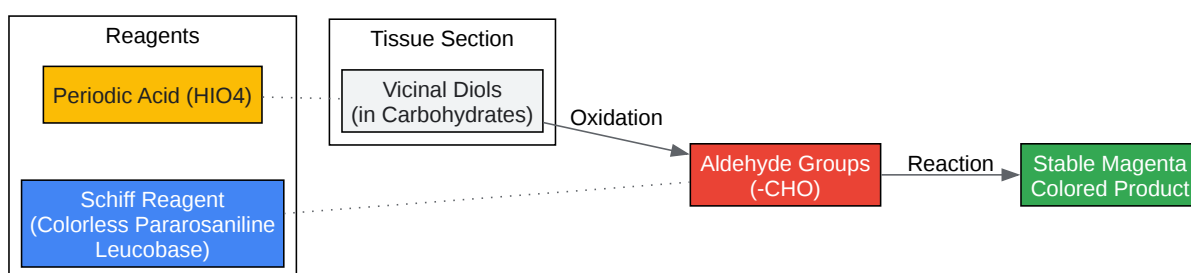 Reagents
Periodic Acid (HIO4)
Schiff Reagent
(Colorless Pararosaniline
Leucobase)
Tissue Section
Vicinal Diols
(in Carbohydrates)
Oxidation
Aldehyde Groups
(-CHO)
Reaction
Stable Magenta
Colored Product